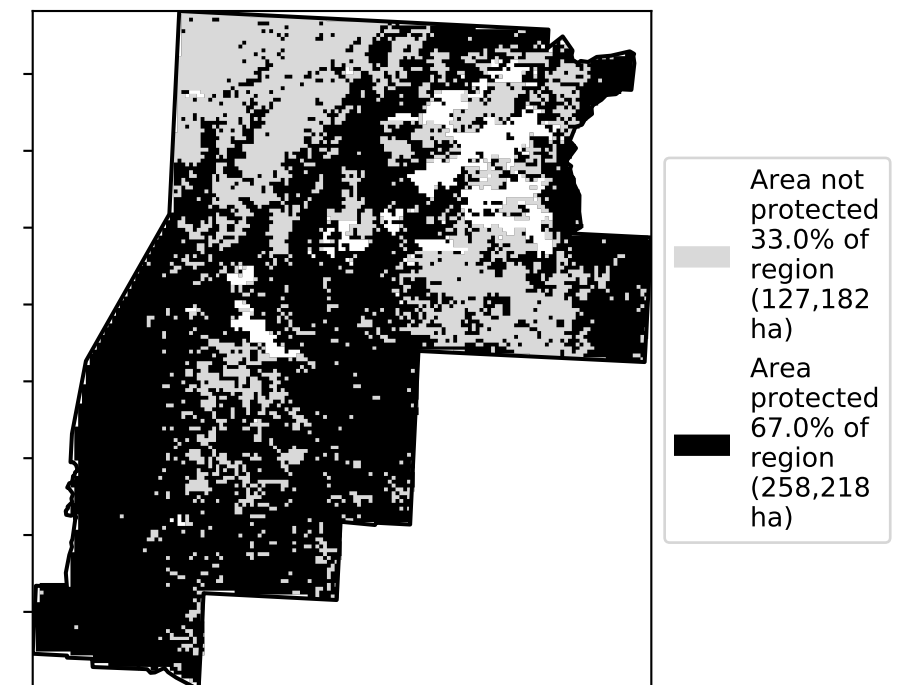 Area not
protected
33.0% of
region
(127,182
ha)
Area
protected
67.0% of
region
(258,218
ha)